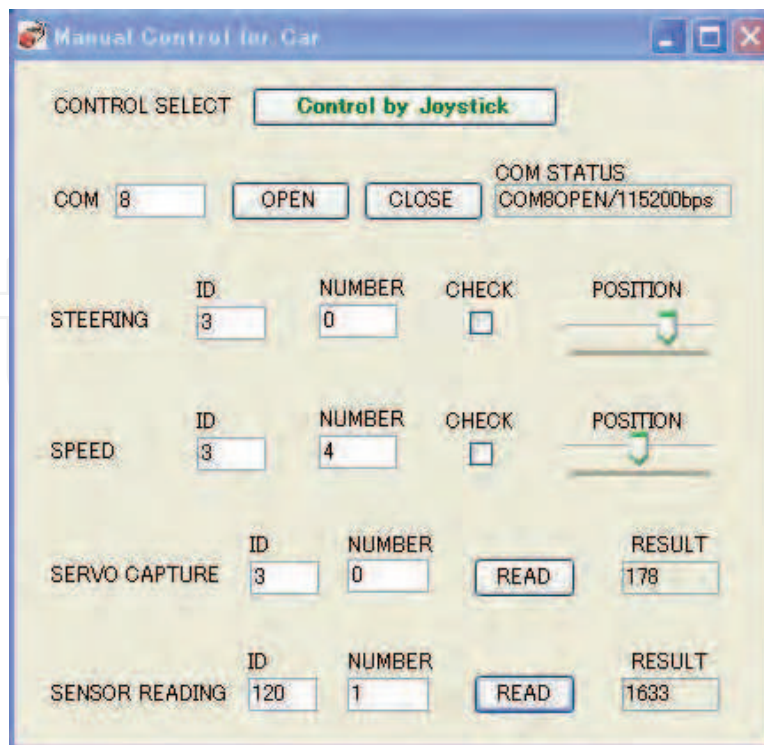 Manual Control for Car
CONTROL SELECT Control by Joystick
COM STATUS
COM 8 OPEN CLOSE COM8OPEN/115200bps
ID NUMBER CHECK POSITION
STEERING 3 0
ID NUMBER CHECK POSITION
SPEED 3 4
ID NUMBER RESULT
SERVO CAPTURE 3 0 READ 178
ID NUMBER RESULT
SENSOR READING 120 1 READ 1633